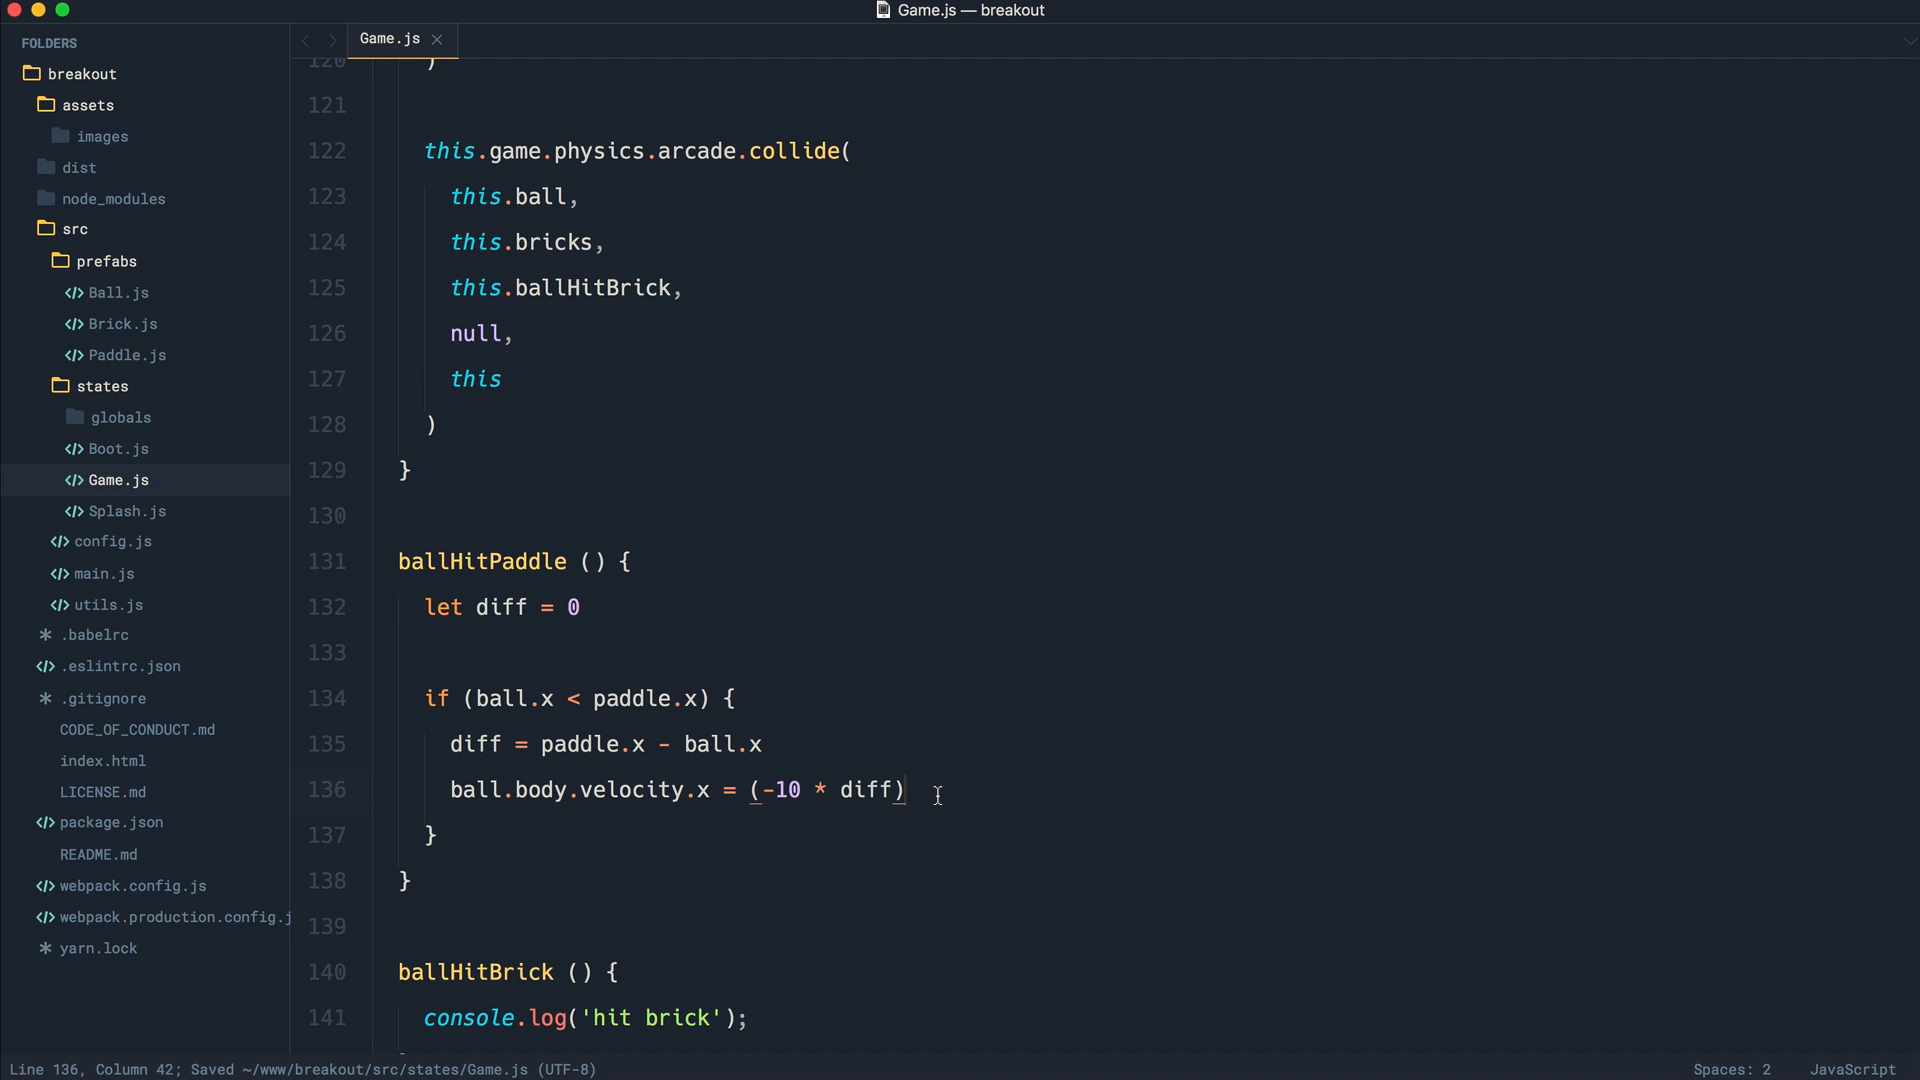 Game.js — breakout
FOLDERS
breakout
assets
images
dist
node_modules
src
prefabs
Ball.js
Brick.js
Paddle.js
states
globals
Boot.js
Game.js
Splash.js
config.js
main.js
utils.js
.babelrc
.eslintrc.json
.gitignore
CODE_OF_CONDUCT.md
index.html
LICENSE.md
package.json
README.md
webpack.config.js
webpack.production.config.j
yarn.lock
Game.js
120 )
121
122 this.game.physics.arcade.collide(
123 this.ball,
124 this.bricks,
125 this.ballHitBrick,
126 null,
127 this
128 )
129 }
130
131 ballHitPaddle () {
132 let diff = 0
133
134 if (ball.x < paddle.x) {
135 diff = paddle.x - ball.x
136 ball.body.velocity.x = (-10 * diff)
137 }
138 }
139
140 ballHitBrick () {
141 console.log('hit brick');
Line 136, Column 42; Saved ~/www/breakout/src/states/Game.js (UTF-8)
Spaces: 2
JavaScript